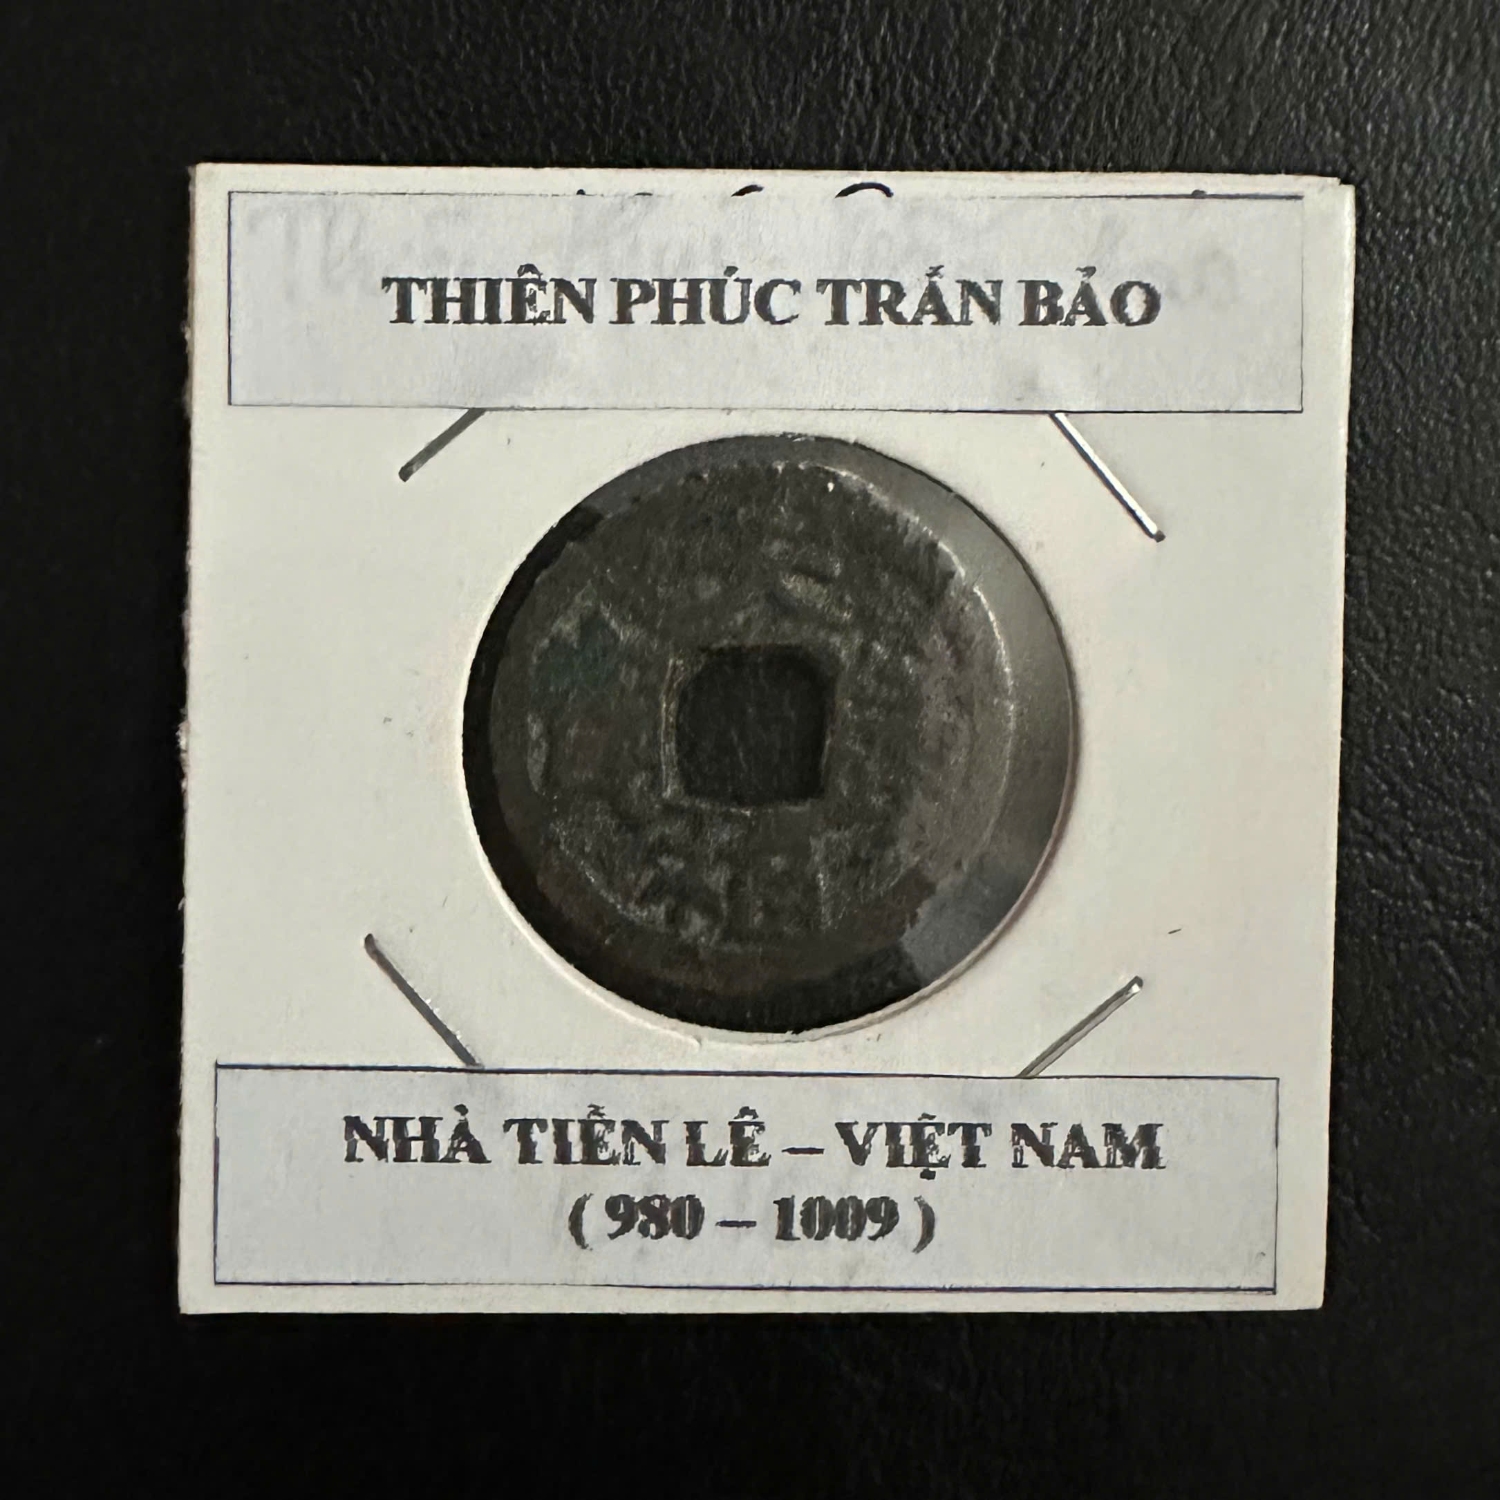 THIÊN PHÚC TRẤN BẢO
NHÀ TIỀN LÊ – VIỆT NAM
( 980 – 1009 )